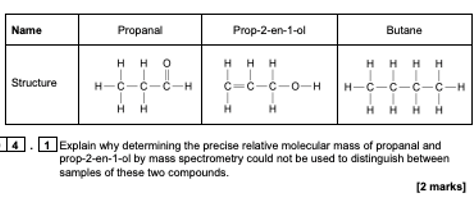 Name Propanal Prop-2-en-1-ol Butane
Structure
H H O H H H H H H H
H–C–C–C–H C=C–C–O–H H–C–C–C–C–H
H H H H H H H H
4 . 1 Explain why determining the precise relative molecular mass of propanal and
prop-2-en-1-ol by mass spectrometry could not be used to distinguish between
samples of these two compounds.
[2 marks]